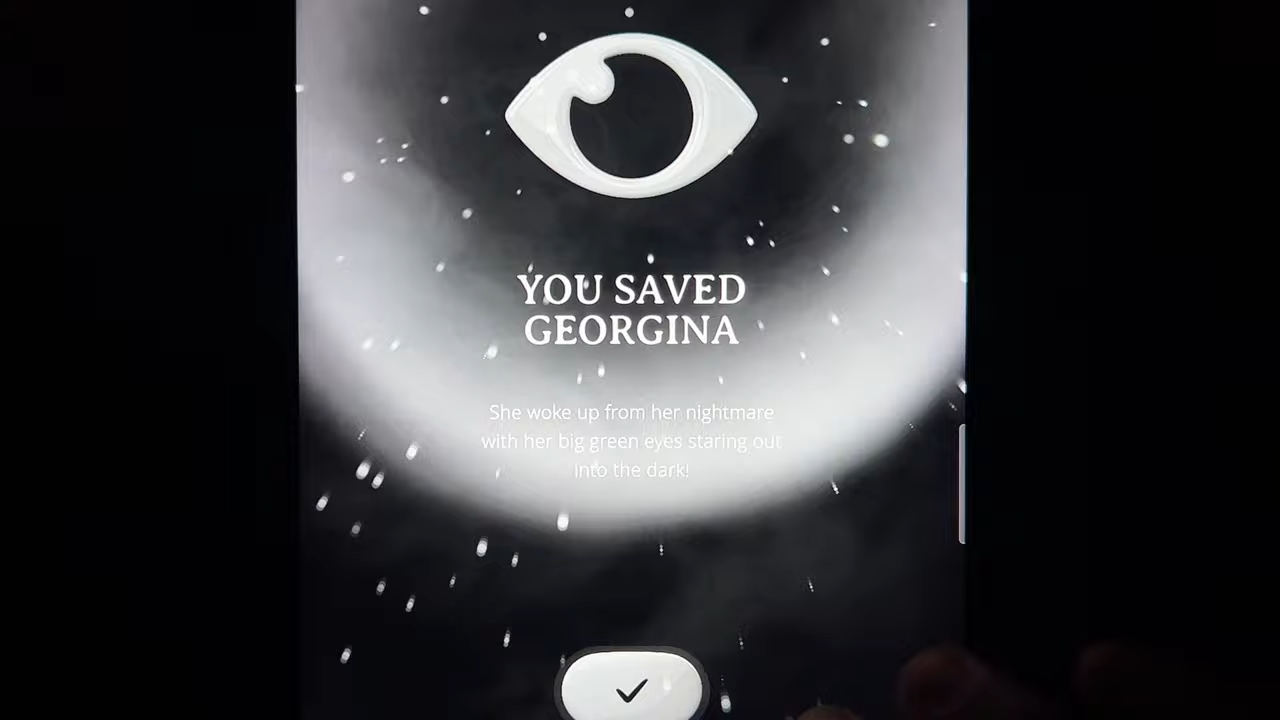 YOU SAVED
GEORGINA
She woke up from her nightmare
with her big green eyes staring out
into the dark!